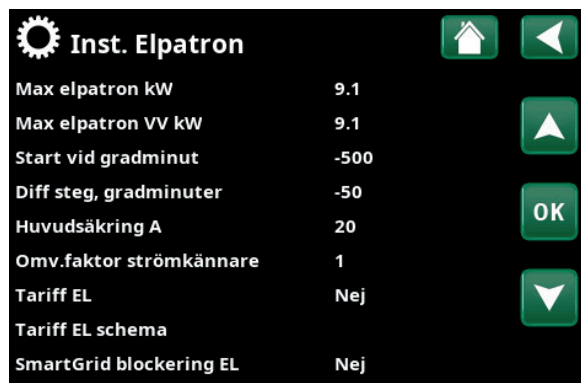 Inst. Elpatron
Max elpatron kW 9.1
Max elpatron VV kW 9.1
Start vid gradminut -500
Diff steg, gradminuter -50
Huvudsäkring A 20
Omv.faktor strömkännare 1
Tariff EL Nej
Tariff EL schema
SmartGrid blockering EL Nej
OK